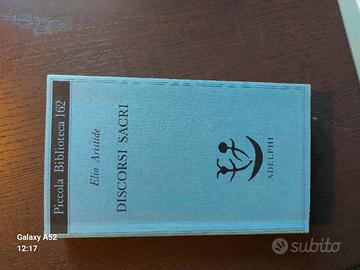 Piccola Biblioteca 162
Elio Aristide
DISCORSI SACRI
ADELPHI
Galaxy A52
12:17
subito